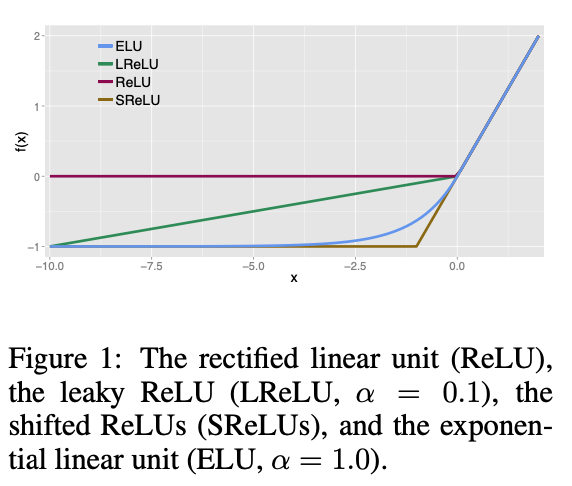 2
1
0
−1
f(x)
ELU
LReLU
ReLU
SReLU
−10.0 −7.5 −5.0 −2.5 0.0
x
Figure 1: The rectified linear unit (ReLU),
the leaky ReLU (LReLU, α = 0.1), the
shifted ReLUs (SReLUs), and the exponen-
tial linear unit (ELU, α = 1.0).